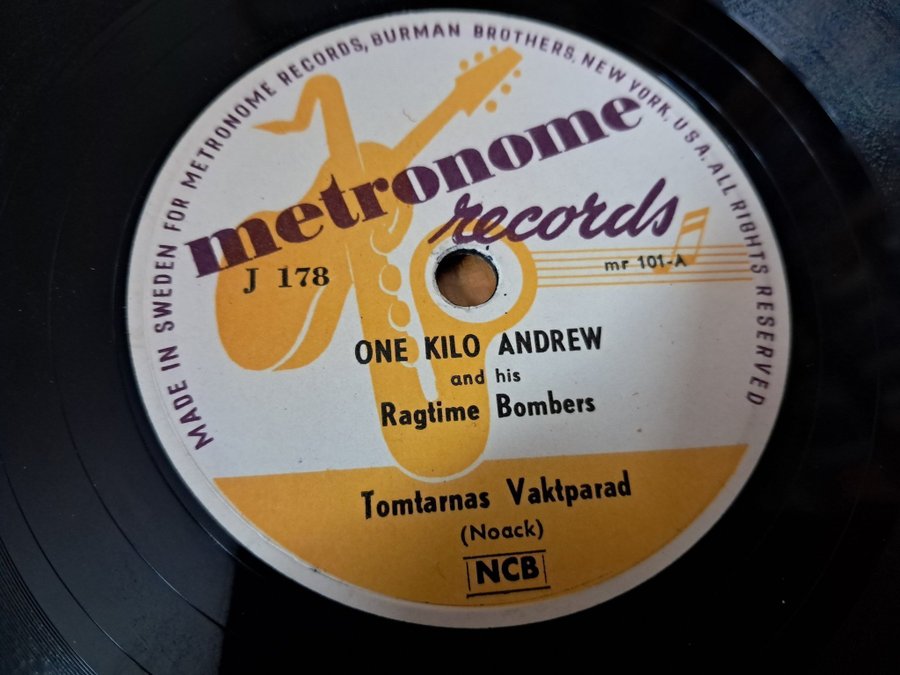 MADE IN SWEDEN FOR METRONOME RECORDS, BURMAN BROTHERS, NEW YORK, U.S.A. ALL RIGHTS RESERVED
metronome
records
J 178
mr 101-A
ONE KILO ANDREW
and his
Ragtime Bombers
Tomtarnas Vaktparad
(Noack)
NCB